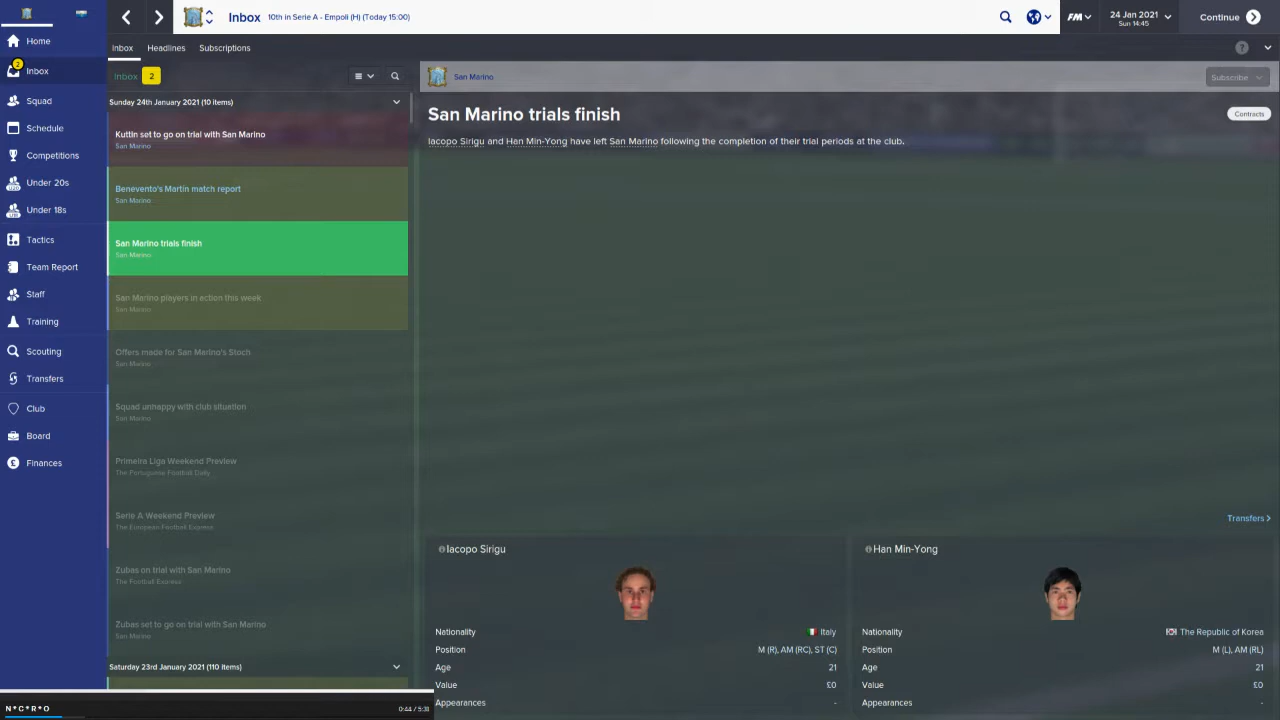 Inbox
10th in Serie A - Empoli (H) (Today 15:00)
FM
24 Jan 2021
Sun 14:45
Continue
Home
2
Inbox
Squad
Schedule
Competitions
Under 20s
Under 18s
Tactics
Team Report
Staff
Training
Scouting
Transfers
Club
Board
Finances
Inbox
Headlines
Subscriptions
?
Inbox
2
Sunday 24th January 2021 (10 items)
Kuttin set to go on trial with San Marino
San Marino
Benevento's Martín match report
San Marino
San Marino trials finish
San Marino
San Marino players in action this week
San Marino
Offers made for San Marino's Stoch
San Marino
Squad unhappy with club situation
San Marino
Primeira Liga Weekend Preview
The Portuguese Football Daily
Serie A Weekend Preview
The European Football Express
Zubas on trial with San Marino
The Football Express
Zubas set to go on trial with San Marino
San Marino
Saturday 23rd January 2021 (110 items)
San Marino
Subscribe
San Marino trials finish
Contracts
Iacopo Sirigu and Han Min-Yong have left San Marino following the completion of their trial periods at the club.
Transfers
Iacopo Sirigu
Nationality Italy
Position M (R), AM (RC), ST (C)
Age 21
Value £0
Appearances -
Han Min-Yong
Nationality The Republic of Korea
Position M (L), AM (RL)
Age 21
Value £0
Appearances -
N*C*R*O
0:44 / 5:31